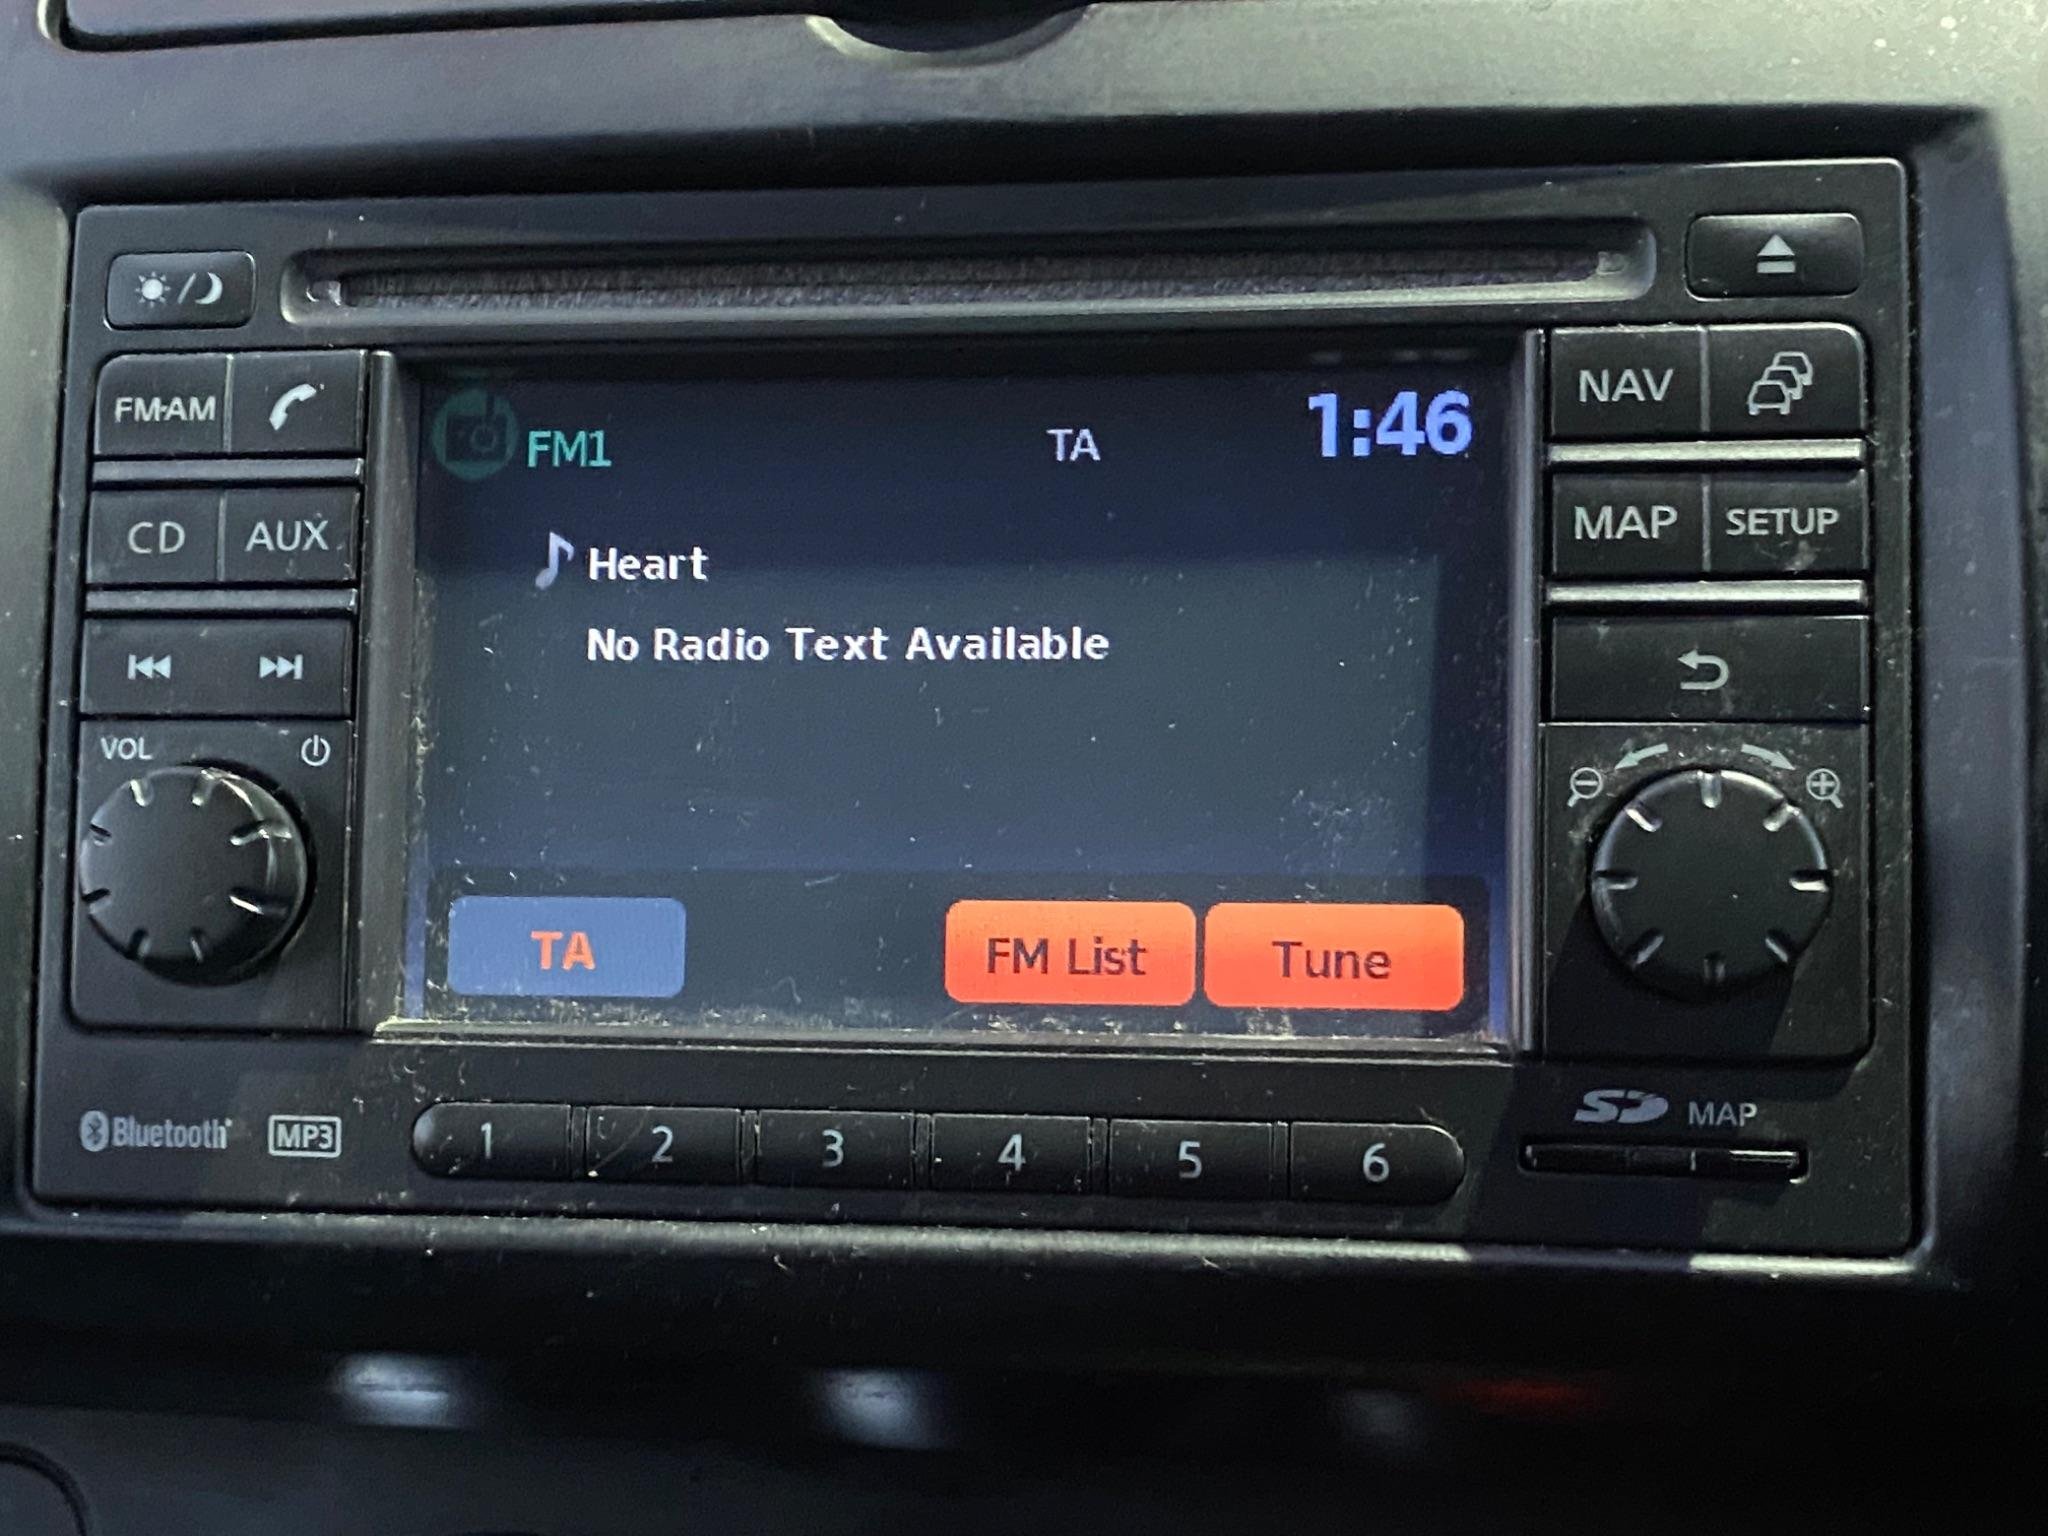 FM·AM
CD AUX
VOL
FM1 TA 1:46
Heart
No Radio Text Available
TA FM List Tune
NAV
MAP SETUP
Bluetooth MP3
1 2 3 4 5 6
SD MAP